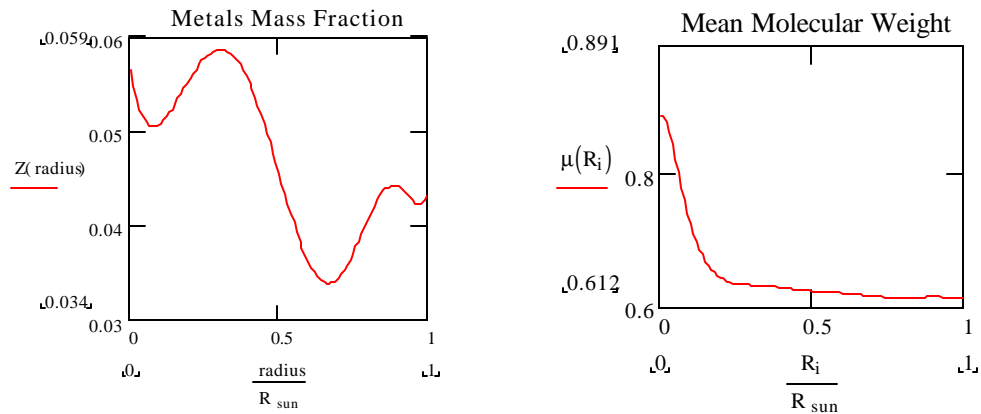 Metals Mass Fraction
0.059
0.06
0.05
Z( radius)
0.04
0.034
0.03
0
0.5
1
0
radius
R sun
1
Mean Molecular Weight
0.891
μ(Ri)
0.8
0.612
0.6
0
0.5
1
0
Ri
R sun
1